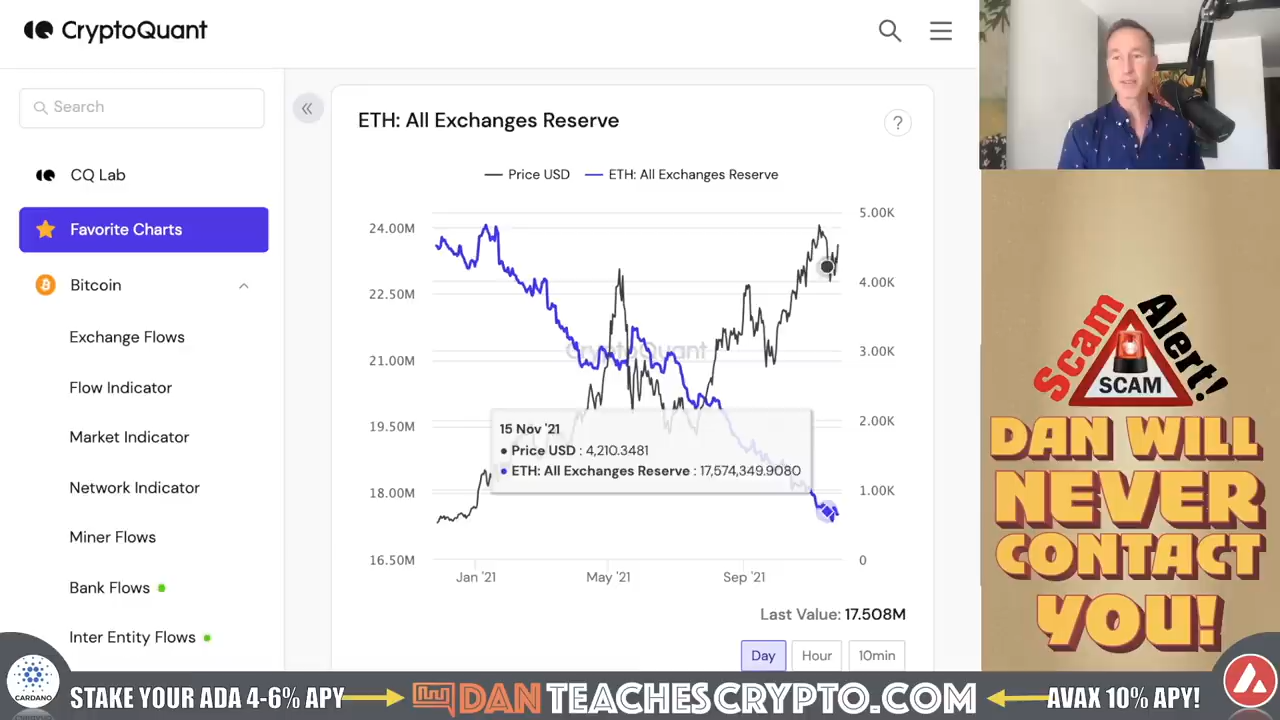 CryptoQuant
Search
CQ Lab
Favorite Charts
Bitcoin
Exchange Flows
Flow Indicator
Market Indicator
Network Indicator
Miner Flows
Bank Flows
Inter Entity Flows
ETH: All Exchanges Reserve
?
Price USD
ETH: All Exchanges Reserve
24.00M
22.50M
21.00M
19.50M
18.00M
16.50M
5.00K
4.00K
3.00K
2.00K
1.00K
0
CryptoQuant
15 Nov '21
Price USD : 4,210.3481
ETH: All Exchanges Reserve : 17,574,349.9080
Jan '21
May '21
Sep '21
Last Value: 17.508M
Day
Hour
10min
Scam Alert!
SCAM
DAN WILL
NEVER
CONTACT
YOU!
CARDANO
STAKE YOUR ADA 4-6% APY
DANTEACHESCRYPTO.COM
AVAX 10% APY!